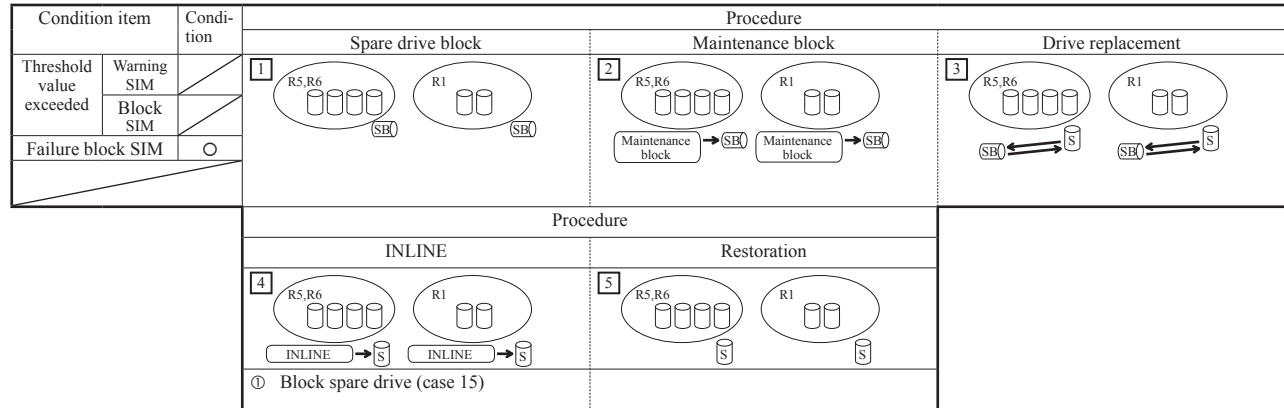 Condition item
Condi-
tion
Procedure
Spare drive block
Maintenance block
Drive replacement
Threshold
value
exceeded
Warning
SIM
Block
SIM
Failure block SIM
○
1
R5,R6
R1
SB
SB
2
R5,R6
R1
Maintenance
block
SB
Maintenance
block
SB
3
R5,R6
R1
SB
S
SB
S
Procedure
INLINE
Restoration
4
R5,R6
R1
INLINE
S
INLINE
S
5
R5,R6
R1
S
S
① Block spare drive (case 15)